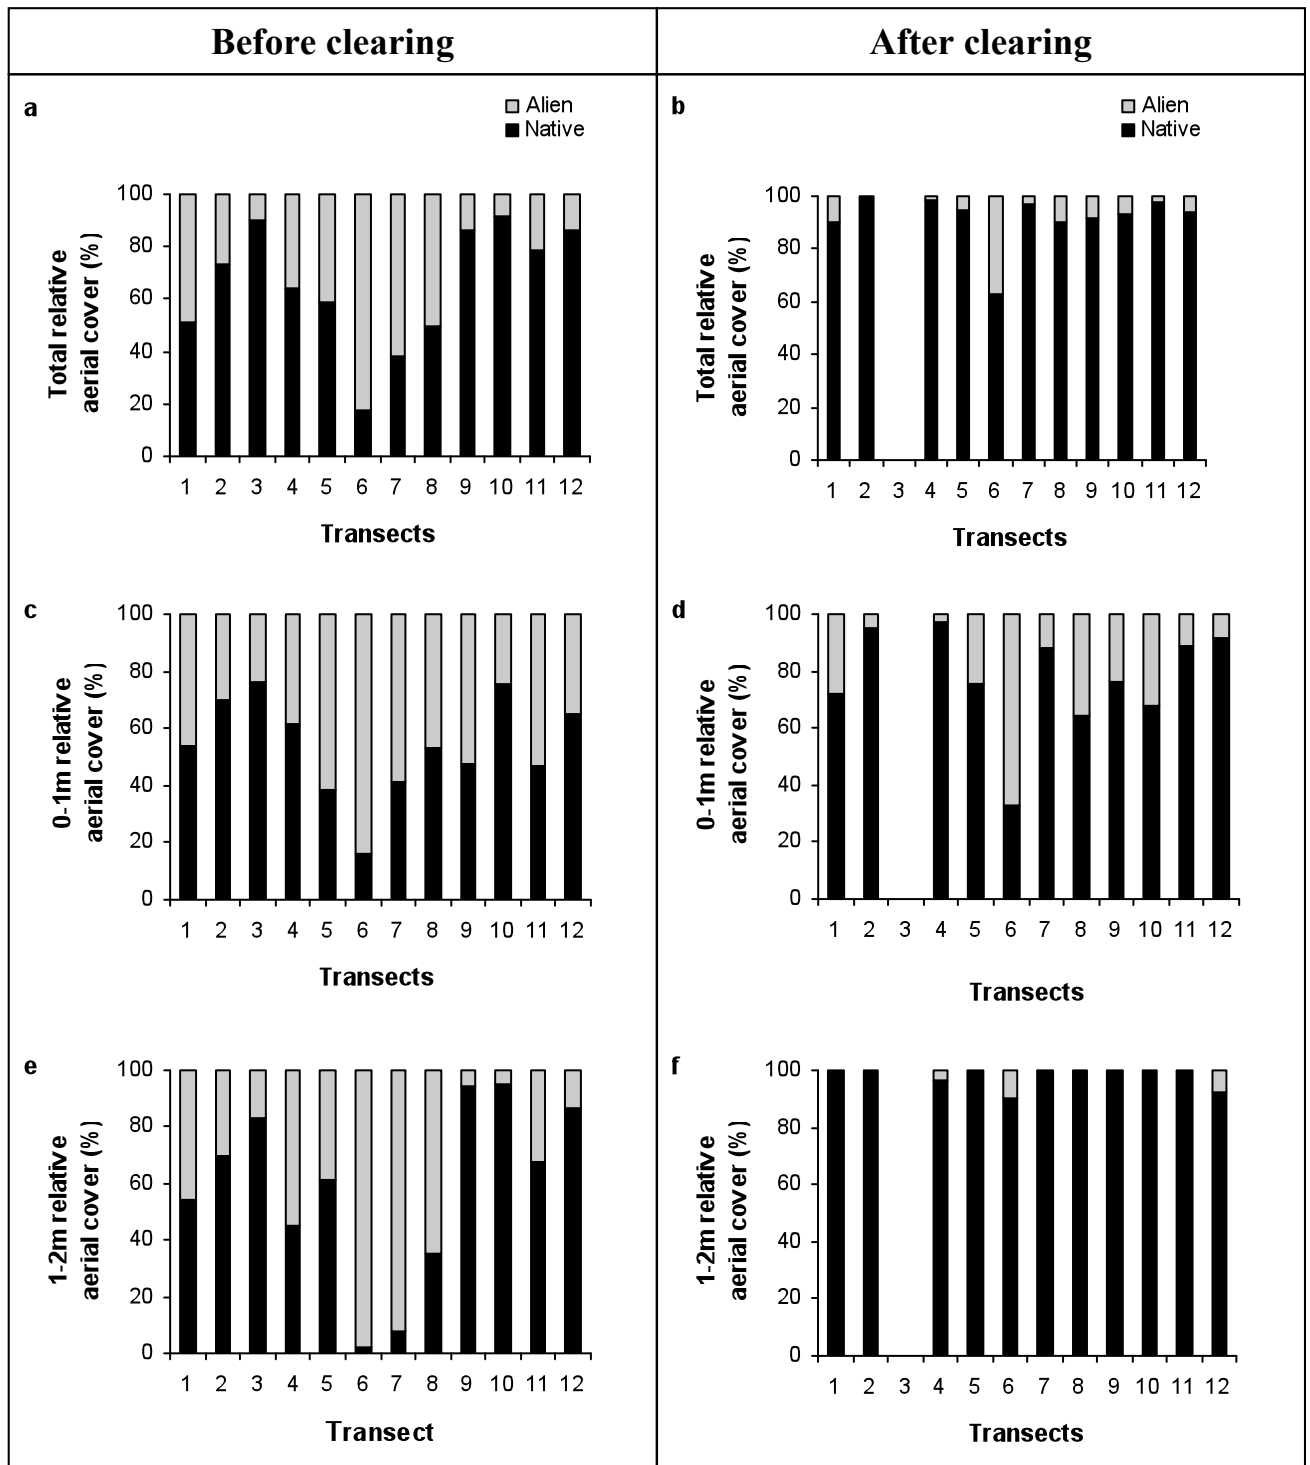 Before clearing
After clearing
a
Alien
Native
Total relative
aerial cover (%)
100
80
60
40
20
0
1 2 3 4 5 6 7 8 9 10 11 12
Transects
b
Alien
Native
Total relative
aerial cover (%)
100
80
60
40
20
0
1 2 3 4 5 6 7 8 9 10 11 12
Transects
c
0-1m relative
aerial cover (%)
100
80
60
40
20
0
1 2 3 4 5 6 7 8 9 10 11 12
Transects
d
0-1m relative
aerial cover (%)
100
80
60
40
20
0
1 2 3 4 5 6 7 8 9 10 11 12
Transects
e
1-2m relative
aerial cover (%)
100
80
60
40
20
0
1 2 3 4 5 6 7 8 9 10 11 12
Transect
f
1-2m relative
aerial cover (%)
100
80
60
40
20
0
1 2 3 4 5 6 7 8 9 10 11 12
Transects